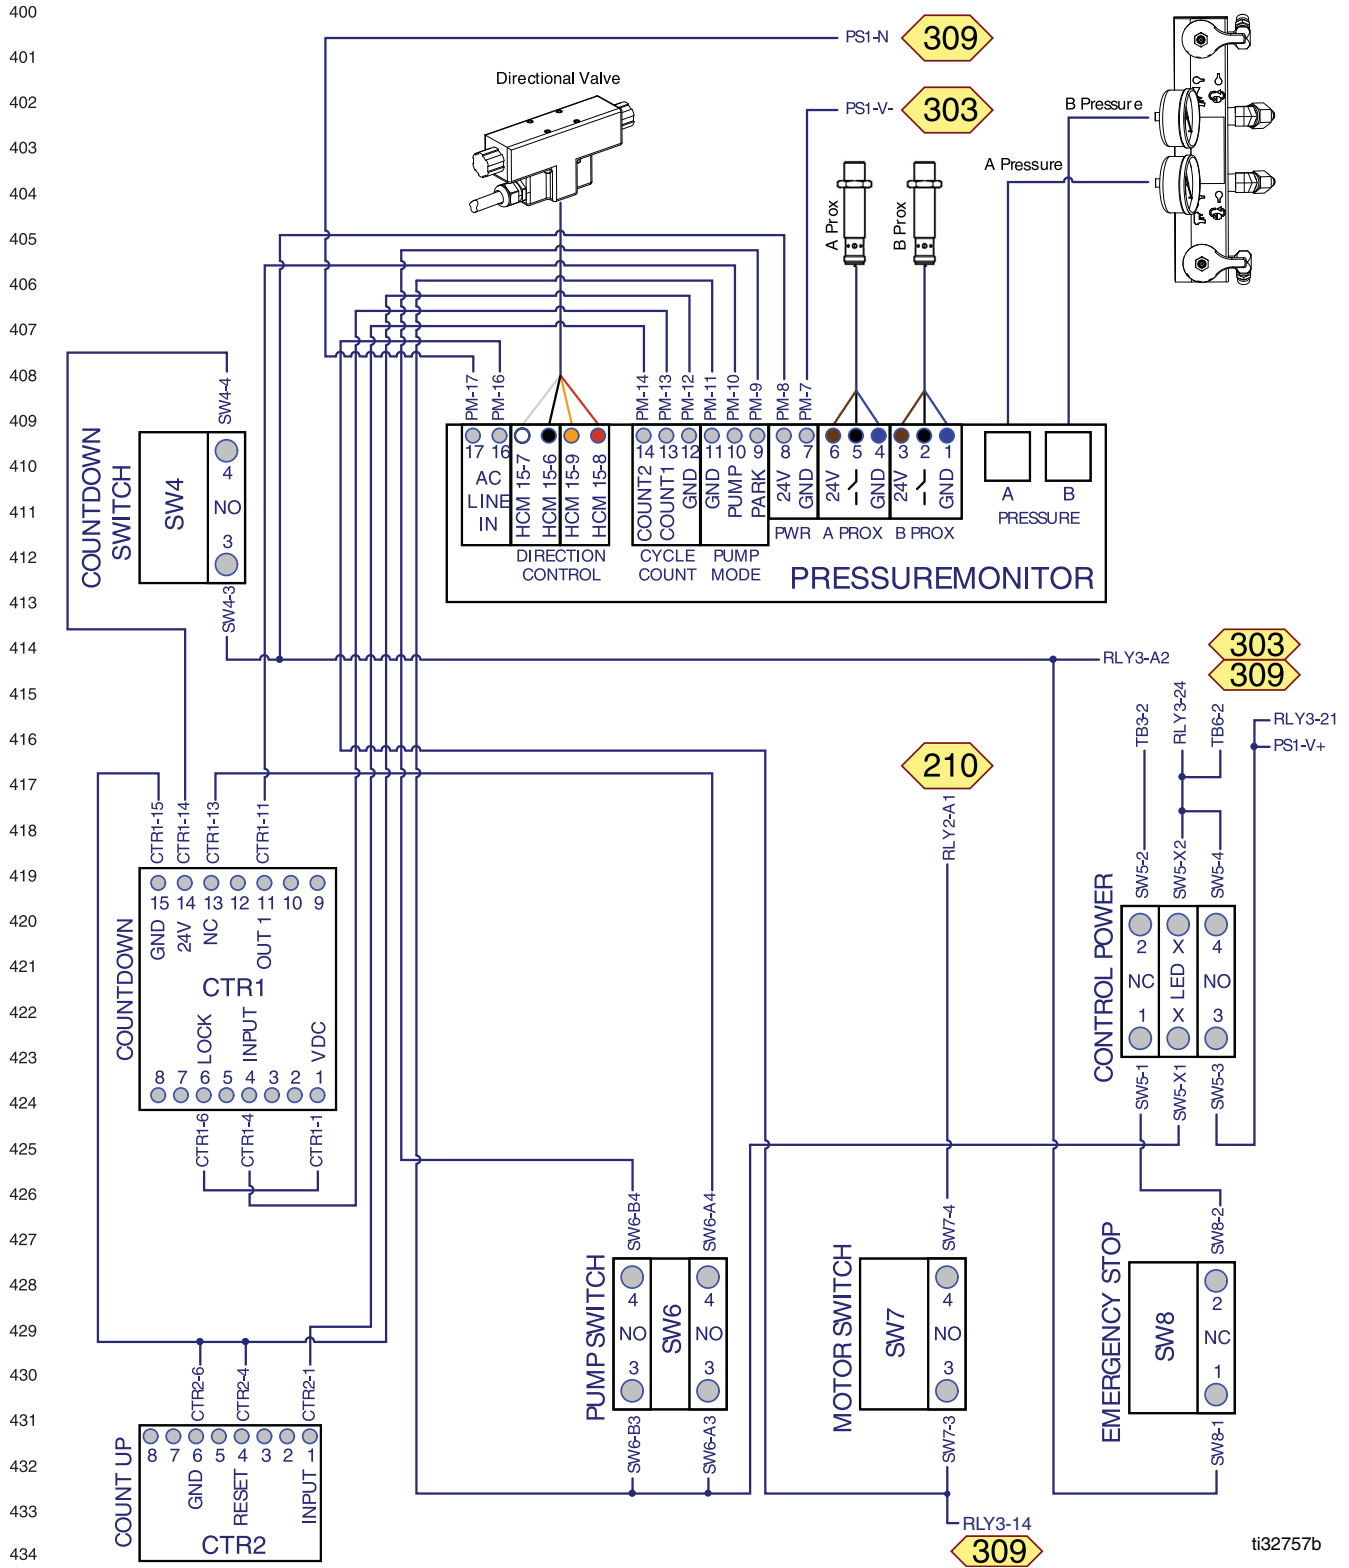 400
401
402
403
404
405
406
407
408
409
410
411
412
413
414
415
416
417
418
419
420
421
422
423
424
425
426
427
428
429
430
431
432
433
434
PS1-N
309
Directional Valve
PS1-V-
303
B Pressure
A Pressure
A Prox
B Prox
SW4-4
COUNTDOWN
SWITCH
SW4
4
NO
3
SW4-3
PM-17
PM-16
PM-14
PM-13
PM-12
PM-11
PM-10
PM-9
PM-8
PM-7
17
16
AC
LINE
IN
HCM 15-7
HCM 15-6
HCM 15-9
HCM 15-8
DIRECTION
CONTROL
14
13
12
COUNT2
COUNT1
GND
CYCLE
COUNT
11
10
9
GND
PUMP
PARK
PUMP
MODE
8
7
24V
GND
PWR
6
5
4
24V
GND
A PROX
3
2
1
24V
GND
B PROX
A
B
PRESSURE
PRESSUREMONITOR
RLY3-A2
303
309
TB3-2
RLY3-24
TB6-2
RLY3-21
PS1-V+
210
RLY2-A1
CTR1-15
CTR1-14
CTR1-13
CTR1-11
COUNTDOWN
15
14
13
12
11
10
9
GND
24V
NC
OUT 1
CTR1
LOCK
INPUT
VDC
8
7
6
5
4
3
2
1
CTR1-6
CTR1-4
CTR1-1
SW5-2
SW5-X2
SW5-4
CONTROL POWER
2
NC
1
X
LED
X
4
NO
3
SW5-1
SW5-X1
SW5-3
SW6-B4
SW6-A4
PUMP SWITCH
4
NO
3
SW6
4
NO
3
SW6-B3
SW6-A3
SW7-4
MOTOR SWITCH
SW7
4
NO
3
SW7-3
SW8-2
EMERGENCY STOP
SW8
2
NC
1
SW8-1
CTR2-6
CTR2-4
CTR2-1
COUNT UP
8
7
6
5
4
3
2
1
GND
RESET
INPUT
CTR2
RLY3-14
309
ti32757b